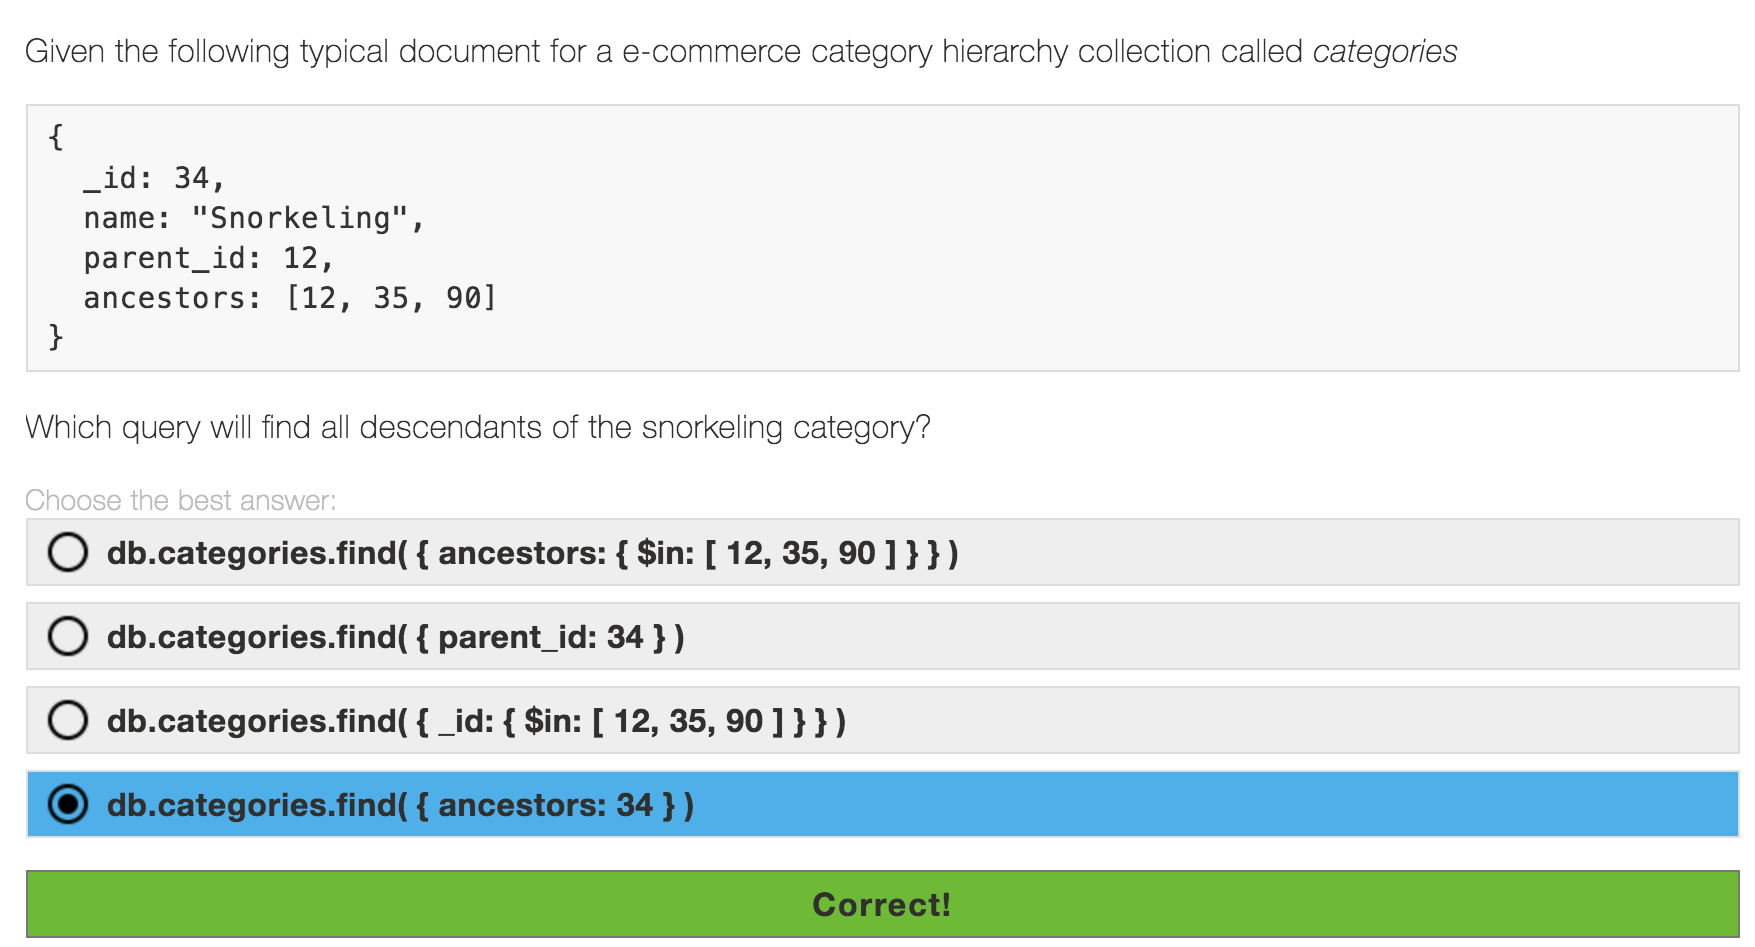 Given the following typical document for a e-commerce category hierarchy collection called categories
{
  _id: 34,
  name: "Snorkeling",
  parent_id: 12,
  ancestors: [12, 35, 90]
}
Which query will find all descendants of the snorkeling category?
Choose the best answer:
db.categories.find( { ancestors: { $in: [ 12, 35, 90 ] } } )
db.categories.find( { parent_id: 34 } )
db.categories.find( { _id: { $in: [ 12, 35, 90 ] } } )
db.categories.find( { ancestors: 34 } )
Correct!